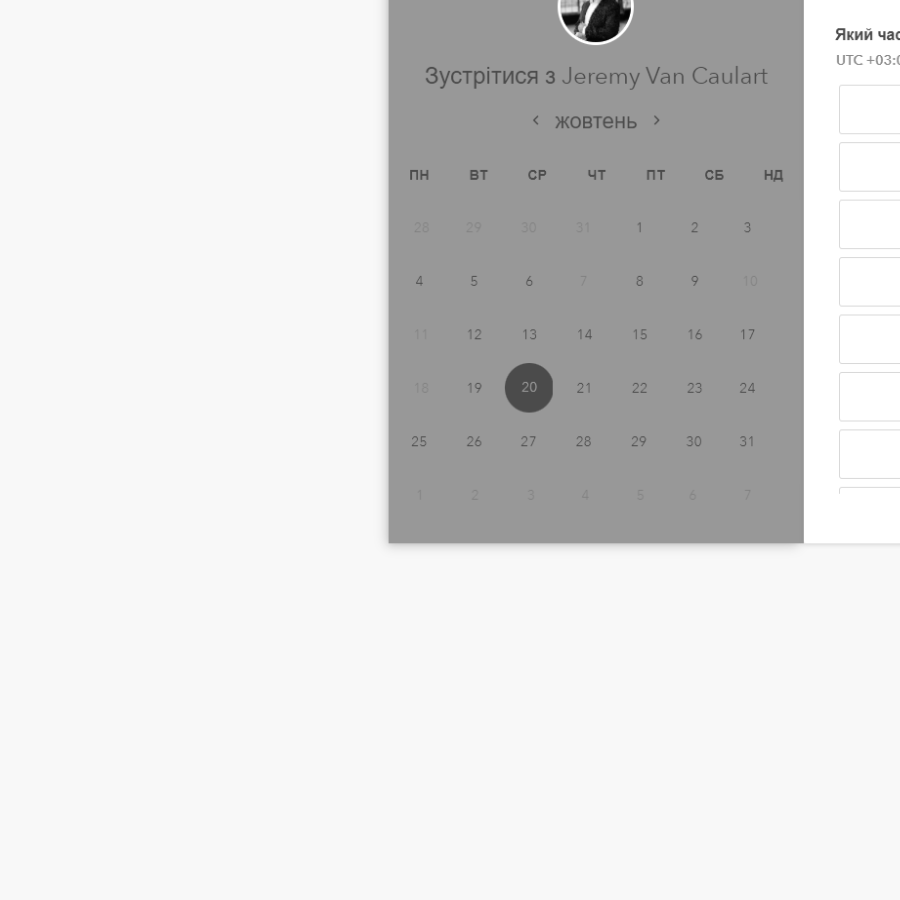 Зустрітися з Jeremy Van Caulart
‹ жовтень ›
ПН ВТ СР ЧТ ПТ СБ НД
28 29 30 31 1 2 3
4 5 6 7 8 9 10
11 12 13 14 15 16 17
18 19 20 21 22 23 24
25 26 27 28 29 30 31
1 2 3 4 5 6 7
Який час
UTC +03:0